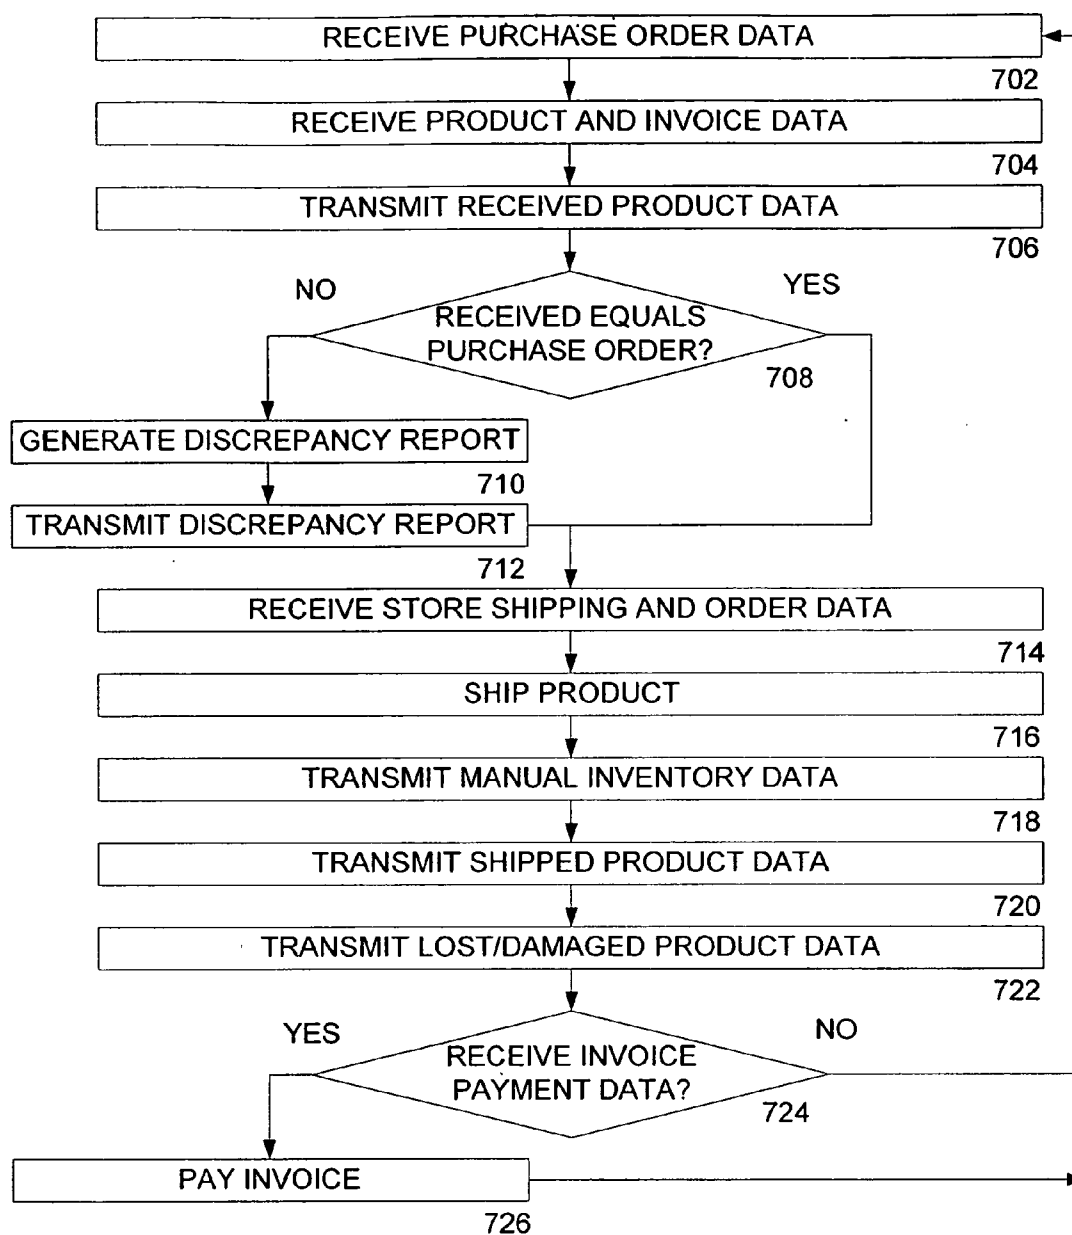 RECEIVE PURCHASE ORDER DATA
702
RECEIVE PRODUCT AND INVOICE DATA
704
TRANSMIT RECEIVED PRODUCT DATA
706
NO
YES
RECEIVED EQUALS
PURCHASE ORDER?
708
GENERATE DISCREPANCY REPORT
710
TRANSMIT DISCREPANCY REPORT
712
RECEIVE STORE SHIPPING AND ORDER DATA
714
SHIP PRODUCT
716
TRANSMIT MANUAL INVENTORY DATA
718
TRANSMIT SHIPPED PRODUCT DATA
720
TRANSMIT LOST/DAMAGED PRODUCT DATA
722
YES
NO
RECEIVE INVOICE
PAYMENT DATA?
724
PAY INVOICE
726